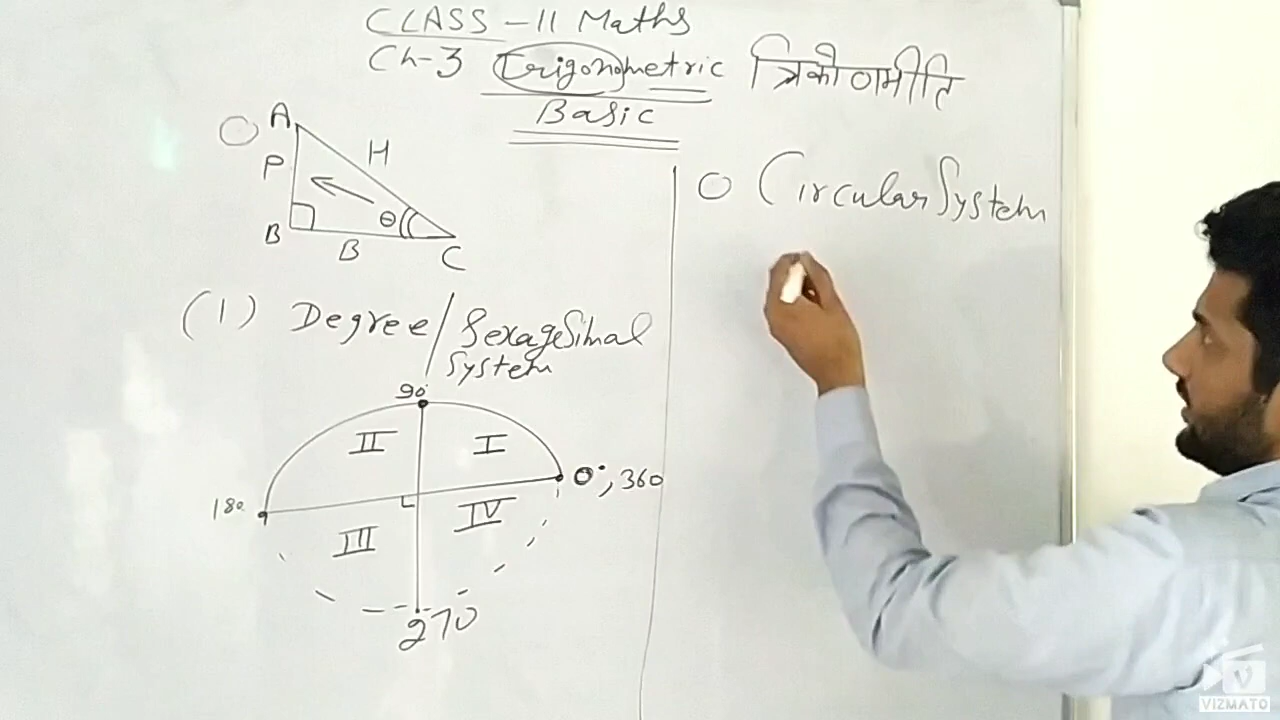 CLASS - 11 Maths
Ch-3 Trigonometric त्रिकोणमीति
Basic
A
P
H
θ
B
B
C
(1) Degree / Sexagesimal System
90°
II
I
180
0°, 360
III
IV
270
O Circular System
VIZMATO